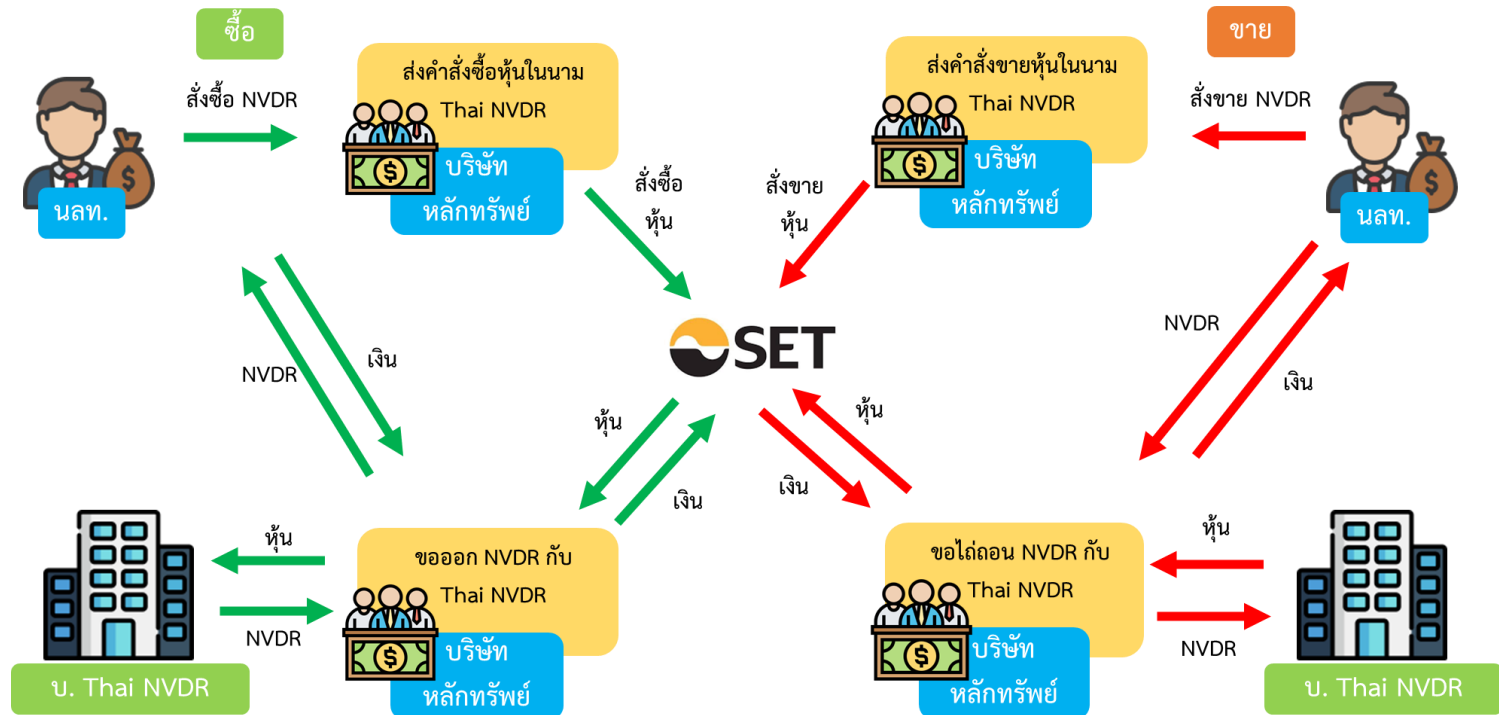 ซื้อ
ขาย
ส่งคำสั่งซื้อหุ้นในนาม
Thai NVDR
บริษัท
หลักทรัพย์
ส่งคำสั่งขายหุ้นในนาม
Thai NVDR
บริษัท
หลักทรัพย์
สั่งซื้อ NVDR
สั่งขาย NVDR
$
$
$
$
นลท.
นลท.
สั่งซื้อ
หุ้น
สั่งขาย
หุ้น
SET
NVDR
เงิน
NVDR
เงิน
หุ้น
เงิน
เงิน
หุ้น
หุ้น
NVDR
ขอออก NVDR กับ
Thai NVDR
$
บริษัท
หลักทรัพย์
ขอไถ่ถอน NVDR กับ
Thai NVDR
$
บริษัท
หลักทรัพย์
หุ้น
NVDR
บ. Thai NVDR
บ. Thai NVDR